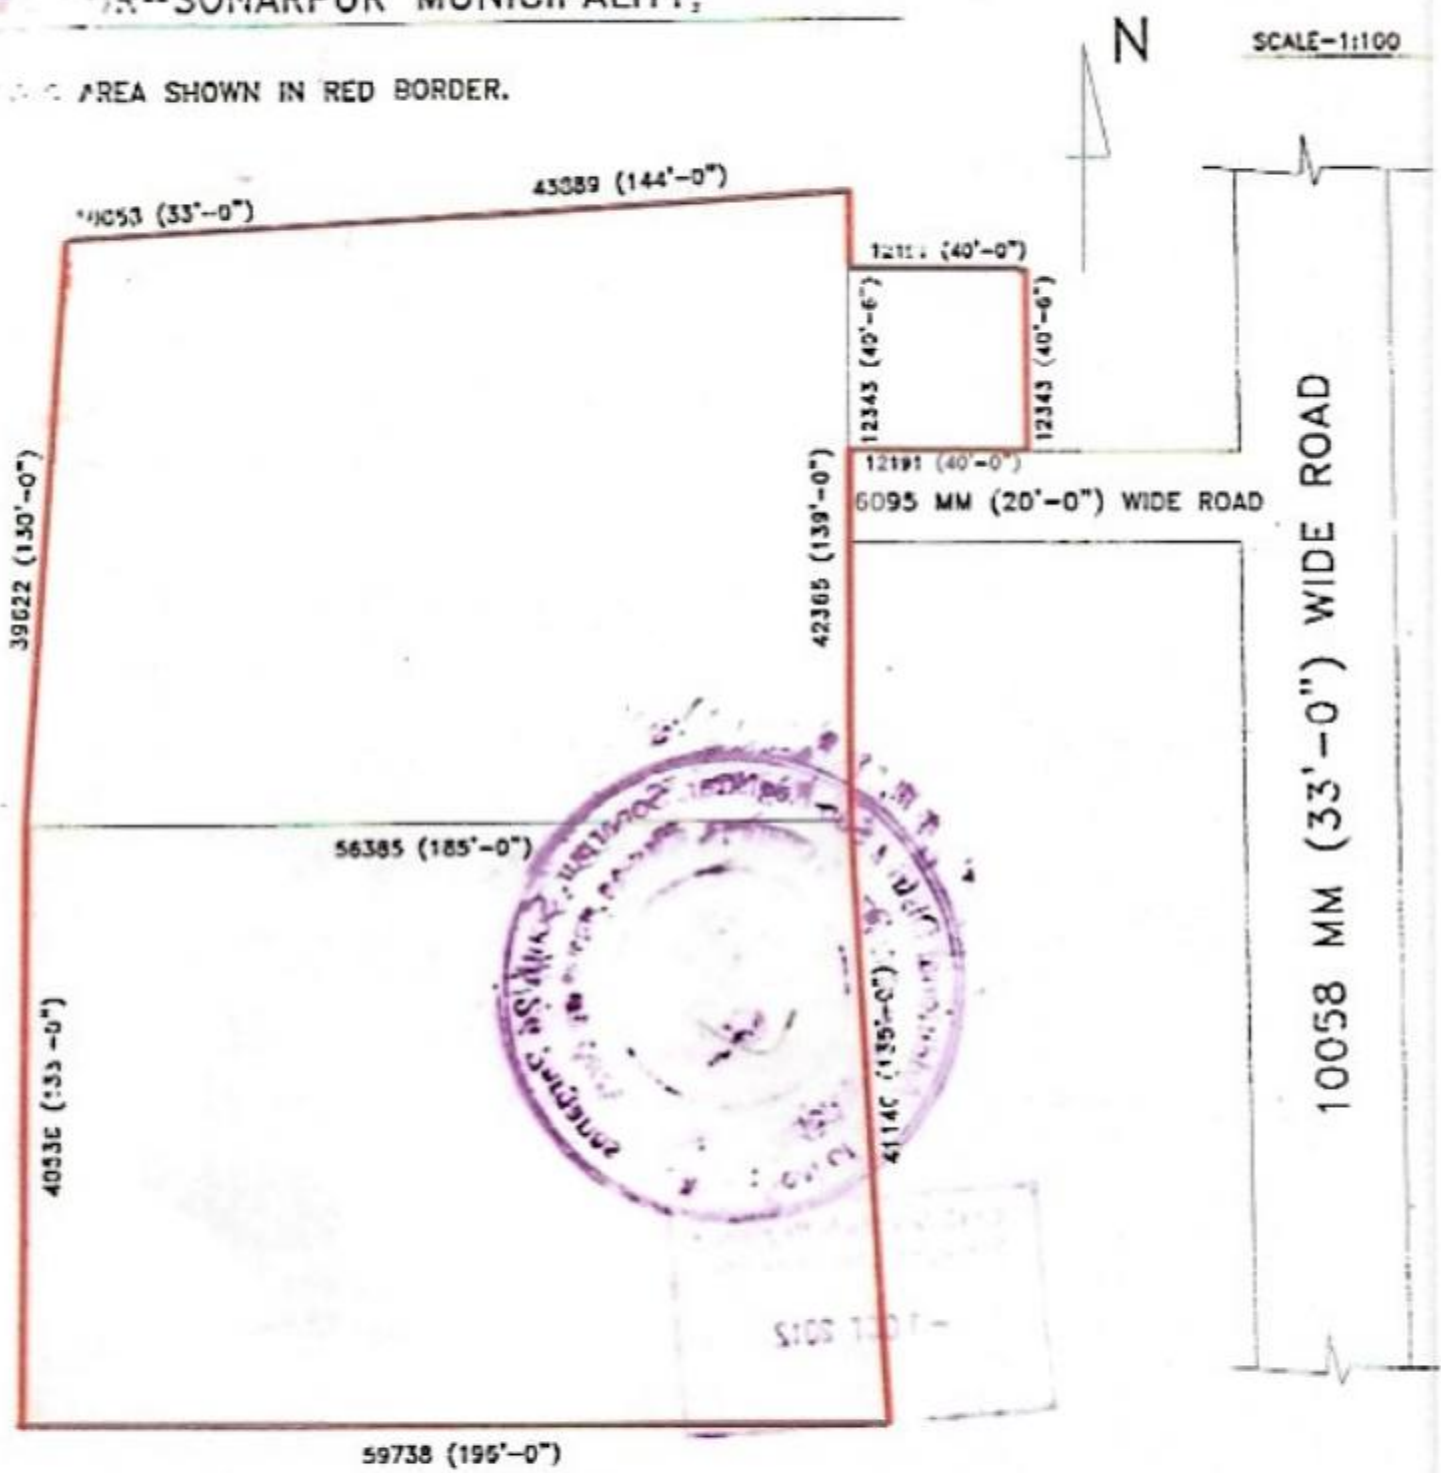 SONARPUR MUNICIPALITY,
N
SCALE-1:100
AREA SHOWN IN RED BORDER.
43889 (144'-0")
(33'-0")
(40'-0")
12343 (40'-6")
12343 (40'-6")
12191 (40'-0")
6095 MM (20'-0") WIDE ROAD
39622 (130'-0")
42365 (139'-0")
10058 MM (33'-0") WIDE ROAD
56385 (185'-0")
(135'-0")
59738 (196'-0")